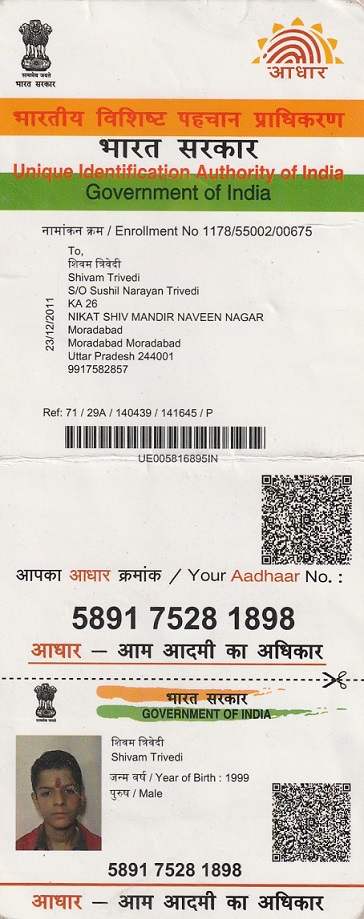 सत्यमेव जयते
भारत सरकार
आधार
भारतीय विशिष्ट पहचान प्राधिकरण
भारत सरकार
Unique Identification Authority of India
Government of India
नामांकन क्रम / Enrollment No 1178/55002/00675
To,
शिवम त्रिवेदी
Shivam Trivedi
S/O Sushil Narayan Trivedi
KA 26
NIKAT SHIV MANDIR NAVEEN NAGAR
Moradabad
Moradabad Moradabad
Uttar Pradesh 244001
9917582857
23/12/2011
Ref: 71 / 29A / 140439 / 141645 / P
UE005816895IN
आपका आधार क्रमांक / Your Aadhaar No. :
5891 7528 1898
आधार – आम आदमी का अधिकार
भारत सरकार
GOVERNMENT OF INDIA
शिवम त्रिवेदी
Shivam Trivedi
जन्म वर्ष / Year of Birth : 1999
पुरुष / Male
5891 7528 1898
आधार – आम आदमी का अधिकार